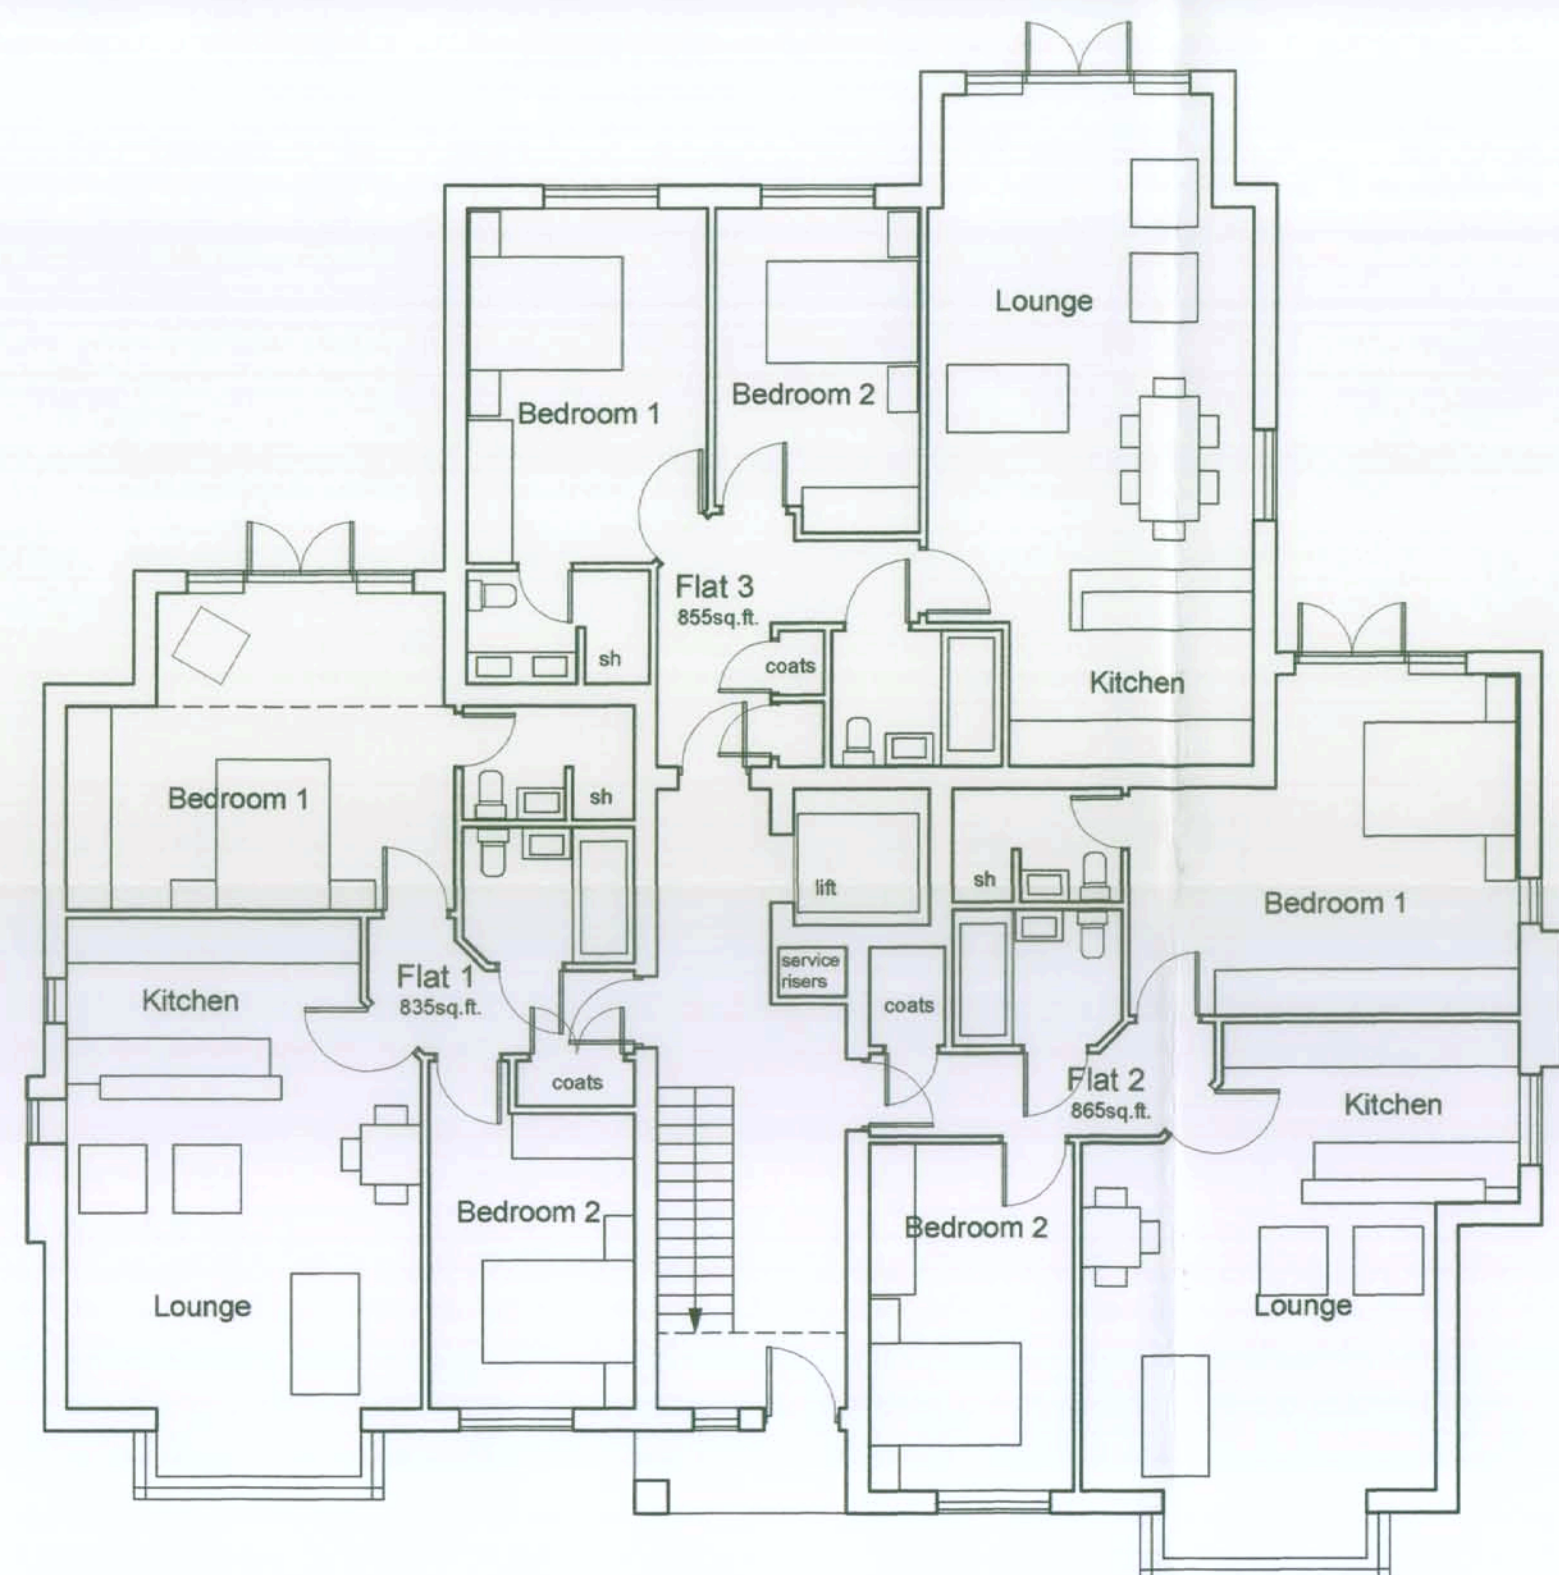 Lounge
Bedroom 2
Bedroom 1
Flat 3
855sq.ft.
sh
coats
Kitchen
Bedroom 1
sh
lift
sh
Bedroom 1
service
risers
Flat 1
835sq.ft.
Kitchen
coats
coats
Flat 2
865sq.ft.
Kitchen
Bedroom 2
Bedroom 2
Lounge
Lounge